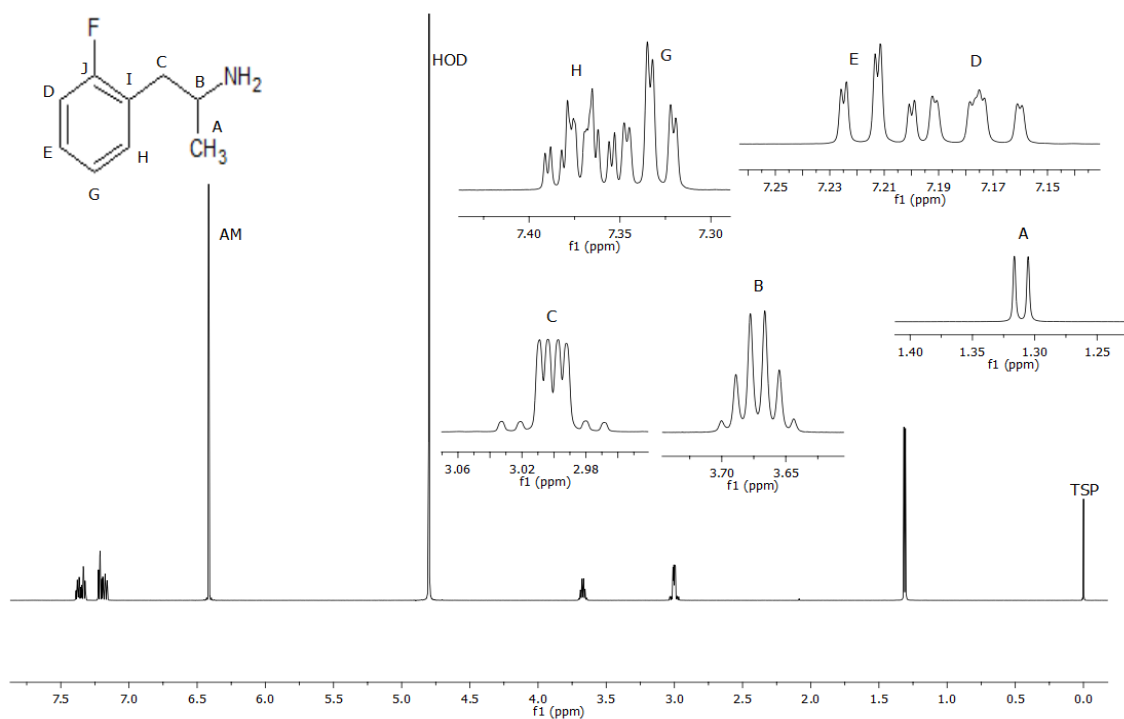 F
J
C
I
B
NH₂
D
A
E
H
CH₃
G
AM
HOD
H
G
7.40 7.35 7.30
f1 (ppm)
E
D
7.25 7.23 7.21 7.19 7.17 7.15
f1 (ppm)
A
1.40 1.35 1.30 1.25
f1 (ppm)
C
3.06 3.02 2.98
f1 (ppm)
B
3.70 3.65
f1 (ppm)
TSP
7.5 7.0 6.5 6.0 5.5 5.0 4.5 4.0 3.5 3.0 2.5 2.0 1.5 1.0 0.5 0.0
f1 (ppm)